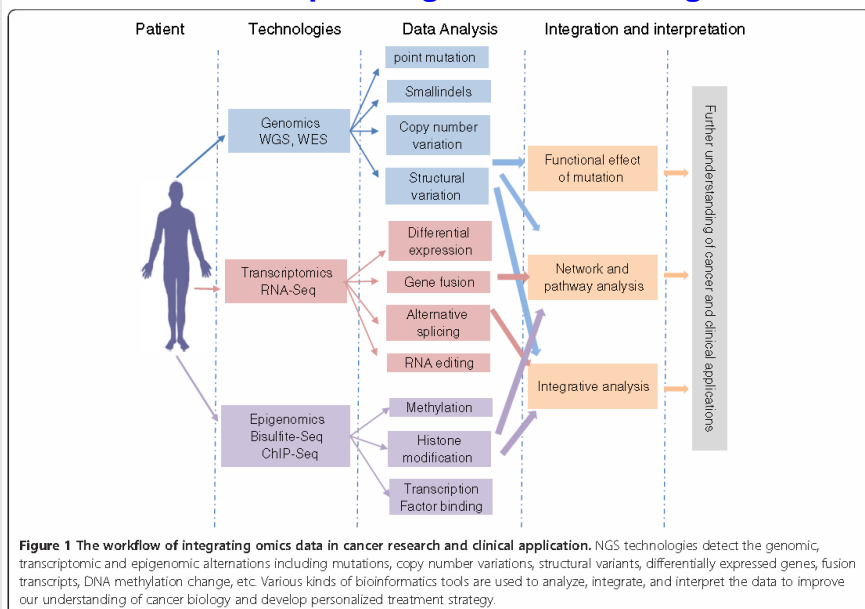 Patient
Technologies
Data Analysis
Integration and interpretation
Genomics
WGS, WES
point mutation
Smallindels
Copy number
variation
Structural
variation
Functional effect
of mutation
Transcriptomics
RNA-Seq
Differential
expression
Gene fusion
Alternative
splicing
RNA editing
Network and
pathway analysis
Epigenomics
Bisulfite-Seq
ChIP-Seq
Methylation
Histone
modification
Transcription
Factor binding
Integrative analysis
Further understanding of cancer and clinical applications
Figure 1 The workflow of integrating omics data in cancer research and clinical application. NGS technologies detect the genomic,
transcriptomic and epigenomic alternations including mutations, copy number variations, structural variants, differentially expressed genes, fusion
transcripts, DNA methylation change, etc. Various kinds of bioinformatics tools are used to analyze, integrate, and interpret the data to improve
our understanding of cancer biology and develop personalized treatment strategy.